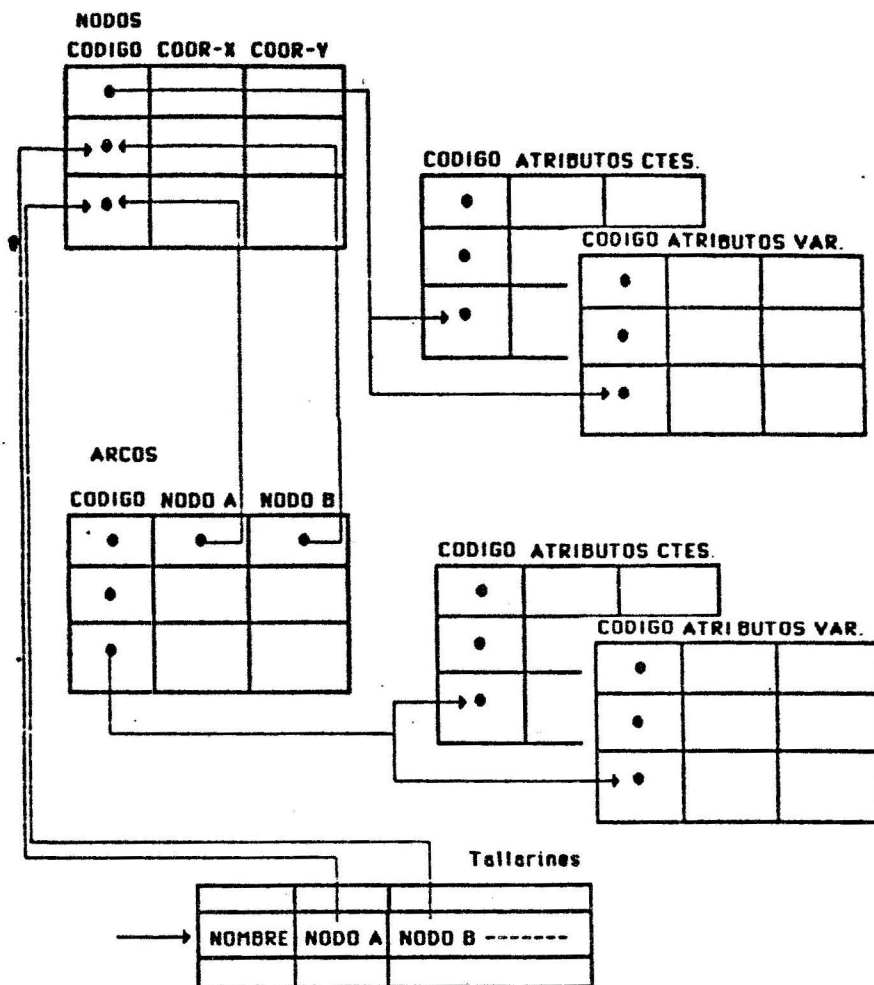 NODOS
CODIGO COOR-X COOR-Y
CODIGO ATRIBUTOS CTES.
CODIGO ATRIBUTOS VAR.
ARCOS
CODIGO NODO A NODO B
CODIGO ATRIBUTOS CTES.
CODIGO ATRIBUTOS VAR.
Tallarines
NOMBRE NODO A NODO B -------